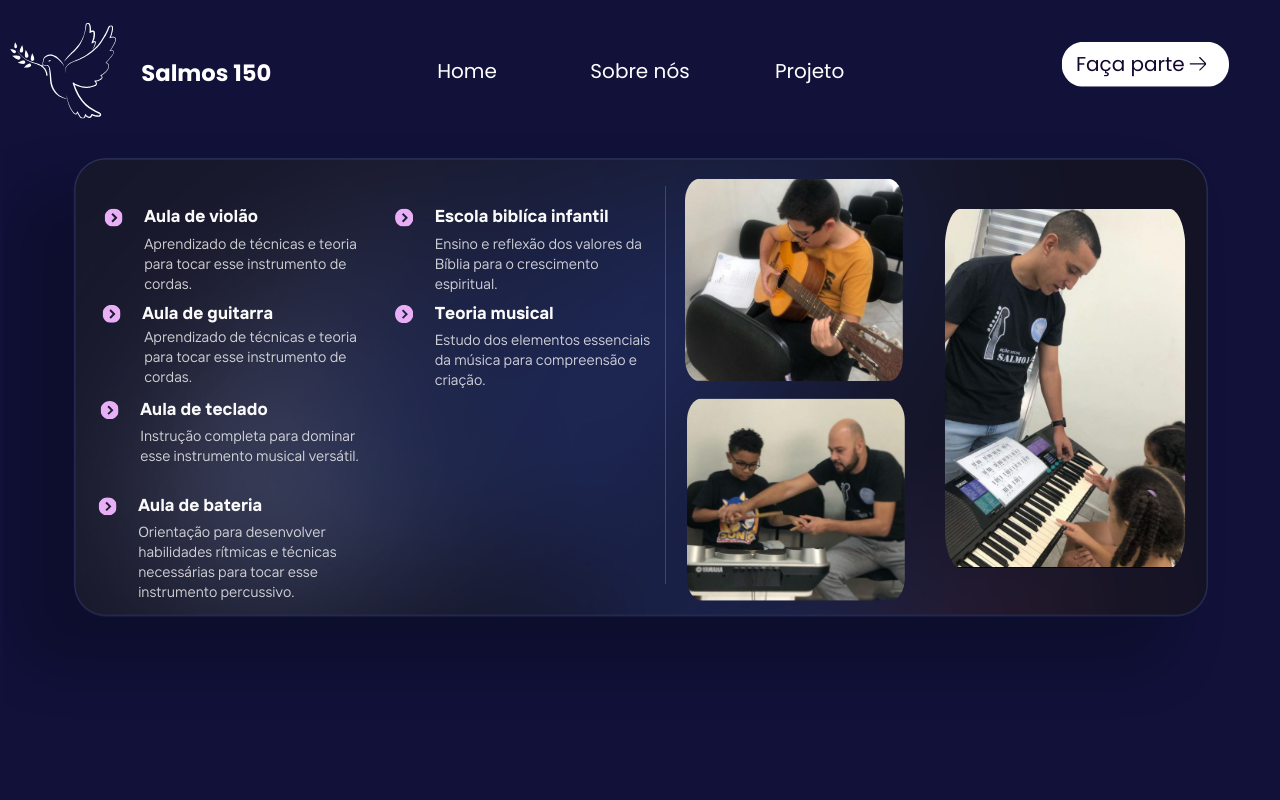 Salmos 150
Home
Sobre nós
Projeto
Faça parte
Aula de violão
Aprendizado de técnicas e teoria
para tocar esse instrumento de
cordas.
Aula de guitarra
Aprendizado de técnicas e teoria
para tocar esse instrumento de
cordas.
Aula de teclado
Instrução completa para dominar
esse instrumento musical versátil.
Aula de bateria
Orientação para desenvolver
habilidades rítmicas e técnicas
necessárias para tocar esse
instrumento percussivo.
Escola biblíca infantil
Ensino e reflexão dos valores da
Bíblia para o crescimento
espiritual.
Teoria musical
Estudo dos elementos essenciais
da música para compreensão e
criação.
YAMAHA
SALMO